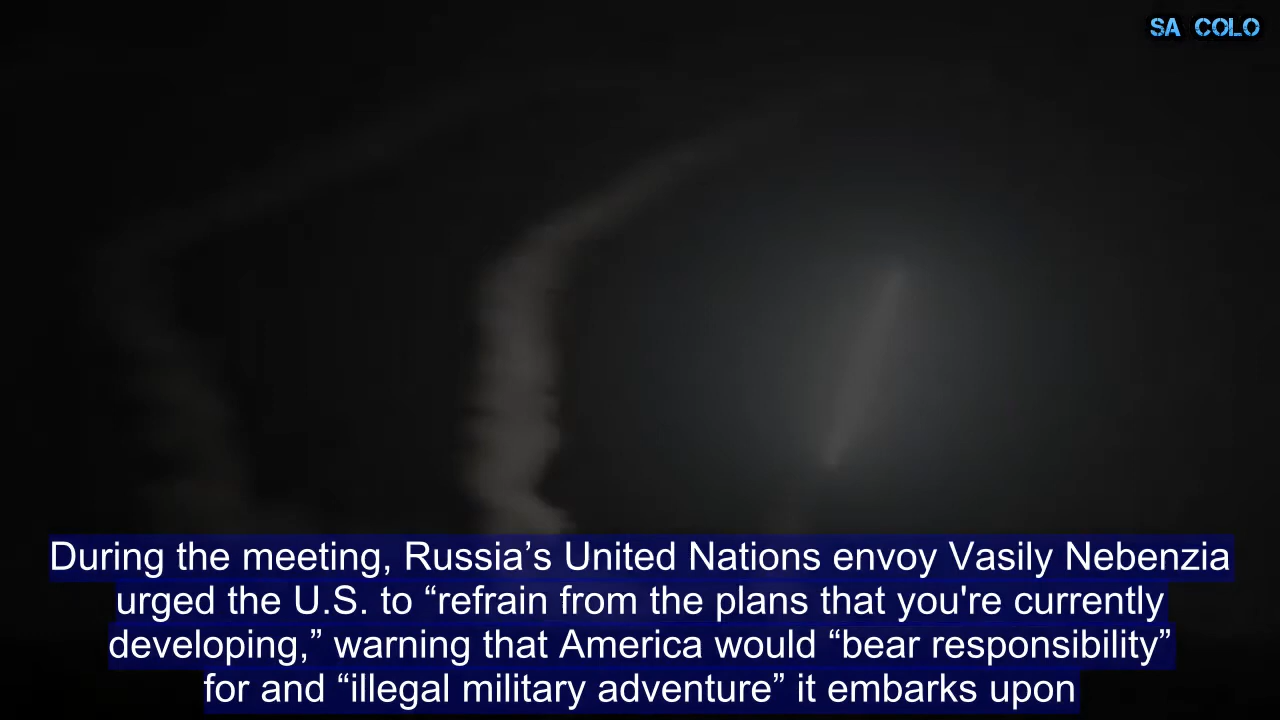 SA COLO
During the meeting, Russia’s United Nations envoy Vasily Nebenzia
urged the U.S. to “refrain from the plans that you're currently
developing,” warning that America would “bear responsibility”
for and “illegal military adventure” it embarks upon